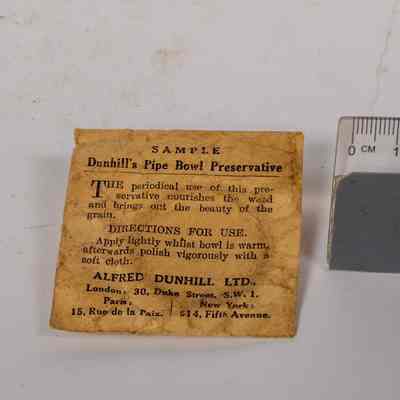 SAMPLE
Dunhill's Pipe Bowl Preservative
THE periodical use of this pre-
servative nourishes the wood
and brings out the beauty of the
grain.
DIRECTIONS FOR USE.
Apply lightly whilst bowl is warm,
afterwards polish vigorously with a
soft cloth.
ALFRED DUNHILL LTD.,
London: 30, Duke Street, S.W. 1.
Paris: New York:
15, Rue de la Paix. 514, Fifth Avenue.
0 CM 1